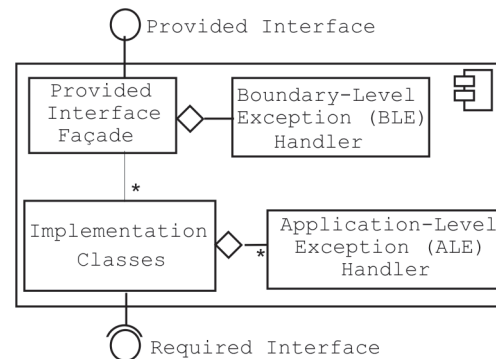 Provided Interface
Provided
Interface
Façade
Boundary-Level
Exception (BLE)
Handler
*
Implementation
Classes
*
Application-Level
Exception (ALE)
Handler
Required Interface